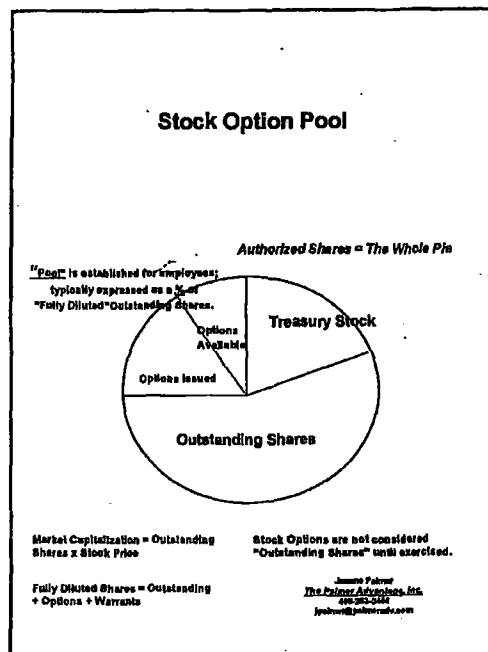 Stock Option Pool
Authorized Shares = The Whole Pie
"Pool" is established for employees;
typically expressed as a % of
"Fully Diluted" Outstanding Shares.
Treasury Stock
Options
Available
Options Issued
Outstanding Shares
Market Capitalization = Outstanding
Shares x Stock Price
Stock Options are not considered
"Outstanding Shares" until exercised.
Fully Diluted Shares = Outstanding
+ Options + Warrants
Palmer
The Palmer Advantage, Inc.